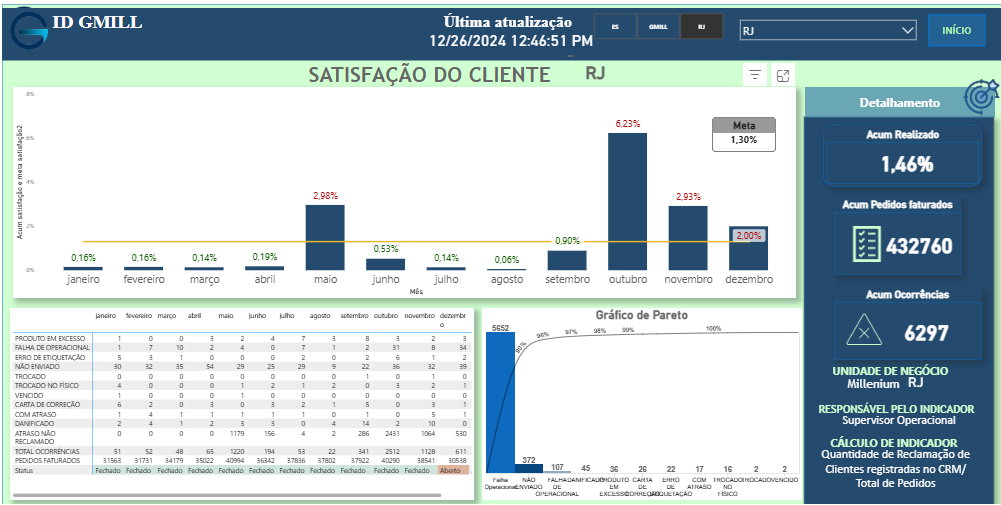 ID GMILL
Última atualização
12/26/2024 12:46:51 PM
ES GMILL RJ
RJ
INÍCIO
SATISFAÇÃO DO CLIENTE RJ
Acum satisfação e meta satisfação2
8%
6%
4%
2%
0%
0,16% 0,16% 0,14% 0,19% 2,98% 0,53% 0,14% 0,06% 0,90% 6,23% 2,93% 2,00%
janeiro fevereiro março abril maio junho julho agosto setembro outubro novembro dezembro
Mês
Meta
1,30%
Detalhamento
Acum Realizado
1,46%
Acum Pedidos faturados
432760
Acum Ocorrências
6297
UNIDADE DE NEGÓCIO
Millenium RJ
RESPONSÁVEL PELO INDICADOR
Supervisor Operacional
CÁLCULO DE INDICADOR
Quantidade de Reclamação de
Clientes registradas no CRM/
Total de Pedidos
janeiro fevereiro março abril maio junho julho agosto setembro outubro novembro dezembr
o
PRODUTO EM EXCESSO 1 0 0 3 2 4 7 3 8 3 2 3
FALHA DE OPERACIONAL 1 7 10 2 4 0 7 1 2 31 8 34
ERRO DE ETIQUETAÇÃO 5 3 1 0 0 0 2 0 2 6 1 2
NÃO ENVIADO 30 32 35 54 29 25 29 9 22 36 32 39
TROCADO 0 0 0 0 0 0 0 0 1 0 1 0
TROCADO NO FÍSICO 4 0 0 0 1 2 1 2 0 3 2 1
VENCIDO 1 0 0 0 1 0 0 0 0 0 0 0
CARTA DE CORREÇÃO 6 2 0 3 0 3 2 1 5 0 3 1
COM ATRASO 1 4 1 1 1 1 1 0 1 0 5 1
DANIFICADO 2 4 1 2 3 3 0 4 14 2 10 0
ATRASO NÃO
RECLAMADO 0 0 0 0 1179 156 4 2 286 2431 1064 530
TOTAL OCORRÊNCIAS 51 52 48 65 1220 194 53 22 341 2512 1128 611
PEDIDOS FATURADOS 31563 31731 34179 35022 40994 36342 37836 37802 37922 40290 38541 30538
Status Fechado Fechado Fechado Fechado Fechado Fechado Fechado Fechado Fechado Fechado Fechado Aberto
Gráfico de Pareto
5652 372 107 45 36 26 22 17 16 2 2
90% 96% 97% 98% 99% 100%
Falha
Operacional
NÃO
ENVIADO
FALHA
DE
OPERACIONAL
DANIFICADO
PRODUTO
EM
EXCESSO
CARTA
DE
CORREÇÃO
ERRO
DE
ETIQUETAÇÃO
COM
ATRASO
TROCADO
NO
FÍSICO
TROCADO
VENCIDO